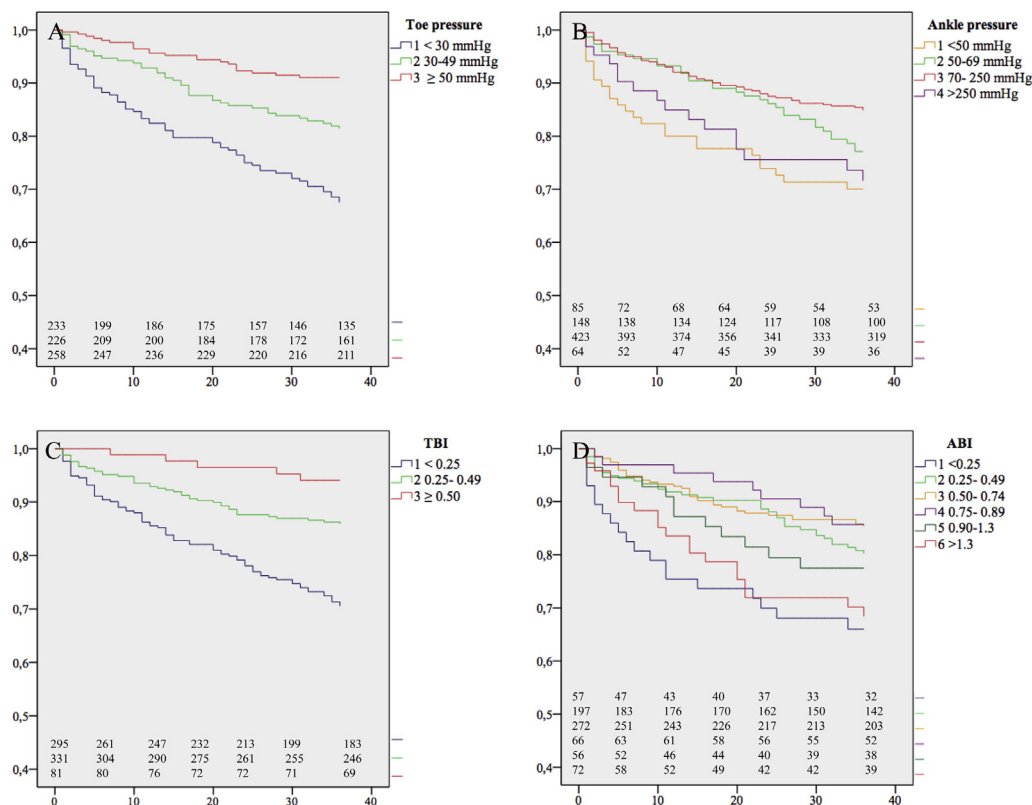 A
Toe pressure
1 < 30 mmHg
2 30-49 mmHg
3 ≥ 50 mmHg
1,0
0,9
0,8
0,7
0,6
0,5
0,4
233 199 186 175 157 146 135
226 209 200 184 178 172 161
258 247 236 229 220 216 211
0 10 20 30 40
B
Ankle pressure
1 <50 mmHg
2 50-69 mmHg
3 70- 250 mmHg
4 >250 mmHg
1,0
0,9
0,8
0,7
0,6
0,5
0,4
85 72 68 64 59 54 53
148 138 134 124 117 108 100
423 393 374 356 341 333 319
64 52 47 45 39 39 36
0 10 20 30 40
C
TBI
1 < 0.25
2 0.25- 0.49
3 ≥ 0.50
1,0
0,9
0,8
0,7
0,6
0,5
0,4
295 261 247 232 213 199 183
331 304 290 275 261 255 246
81 80 76 72 72 71 69
0 10 20 30 40
D
ABI
1 <0.25
2 0.25- 0.49
3 0.50- 0.74
4 0.75- 0.89
5 0.90-1.3
6 >1.3
1,0
0,9
0,8
0,7
0,6
0,5
0,4
57 47 43 40 37 33 32
197 183 176 170 162 150 142
272 251 243 226 217 213 203
66 63 61 58 56 55 52
56 52 46 44 40 39 38
72 58 52 49 42 42 39
0 10 20 30 40